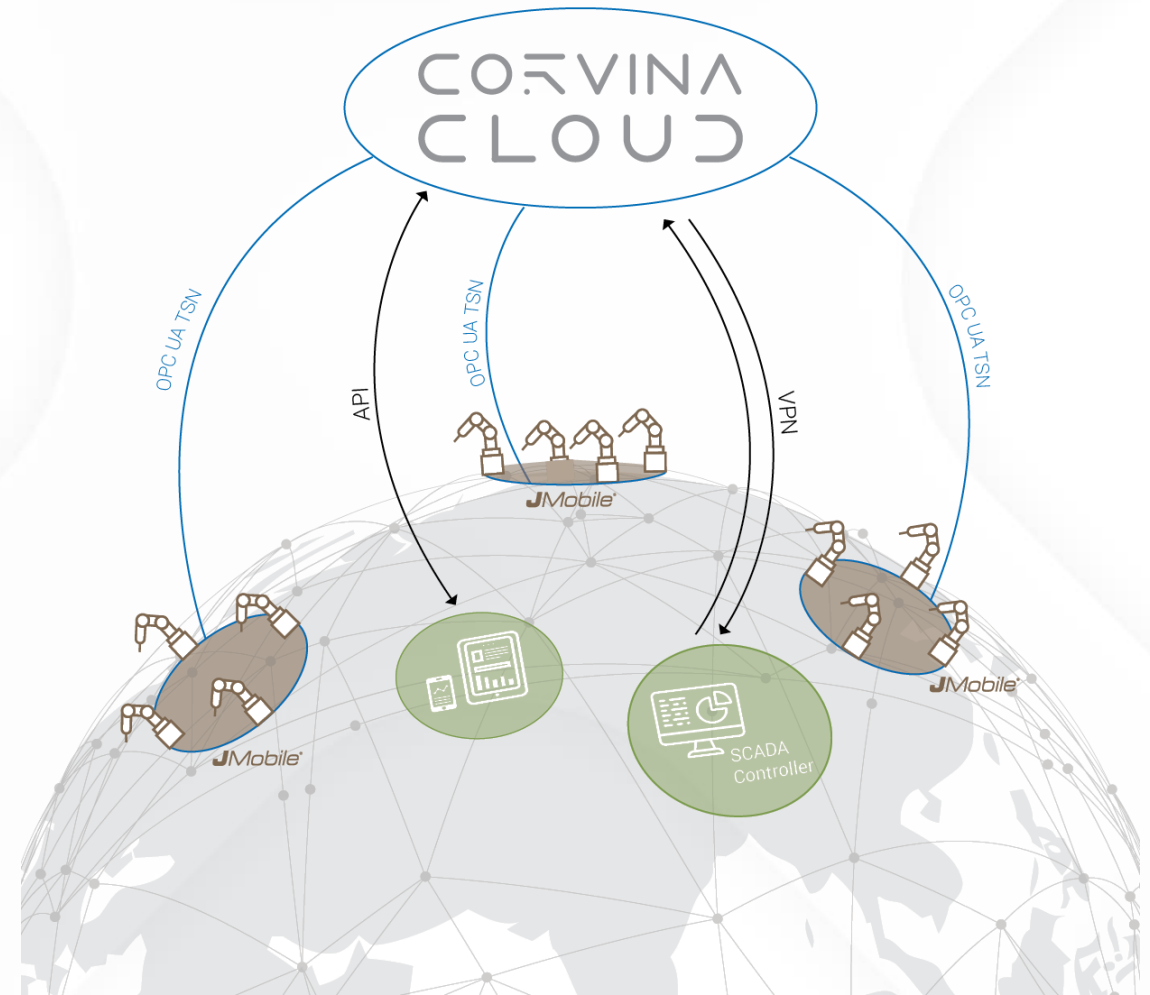 CORVINA
CLOUD
OPC UA TSN
OPC UA TSN
OPC UA TSN
API
VPN
JMobile®
JMobile®
JMobile®
SCADA
Controller